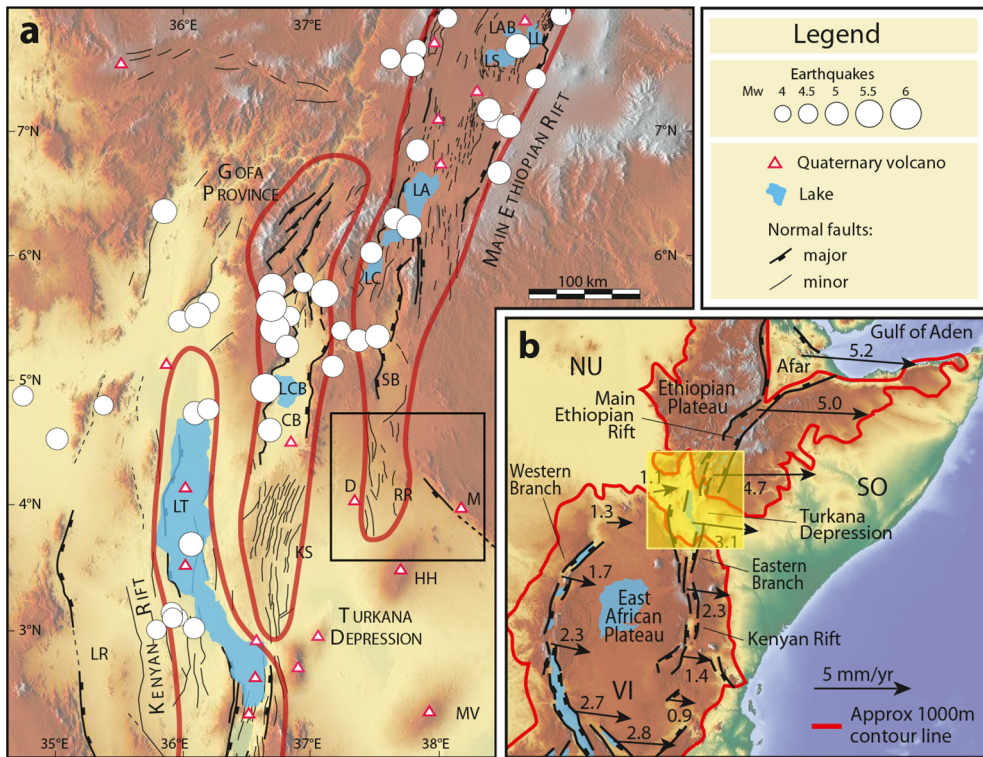 a
36°E
37°E
LAB
LL
LS
7°N
MAIN ETHIOPIAN RIFT
GOFA
PROVINCE
LA
6°N
LC
100 km
5°N
LCB
SB
CB
D
RR
M
4°N
LT
KS
HH
TURKANA
DEPRESSION
3°N
LR
KENYAN RIFT
MV
35°E
36°E
37°E
38°E
Legend
Earthquakes
Mw 4 4.5 5 5.5 6
Quaternary volcano
Lake
Normal faults:
major
minor
b
NU
Gulf of Aden
Afar
5.2
Ethiopian
Plateau
5.0
Main
Ethiopian
Rift
Western
Branch
1.1
4.7
SO
1.3
Turkana
Depression
3.1
Eastern
Branch
1.7
East
African
Plateau
2.3
2.3
Kenyan Rift
1.4
VI
2.7
0.9
2.8
5 mm/yr
Approx 1000m
contour line